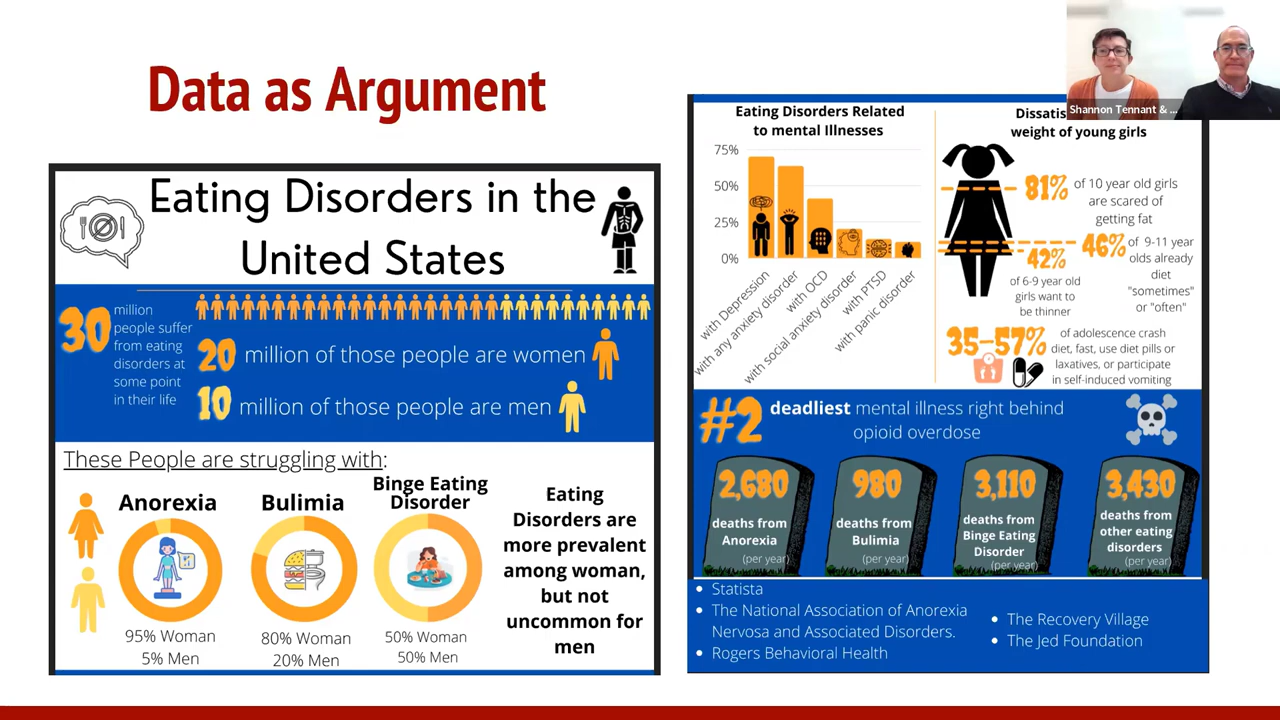 Data as Argument
Shannon Tennant & ...
Eating Disorders in the
United States
30
million
people suffer
from eating
disorders at
some point
in their life
20 million of those people are women
10 million of those people are men
These People are struggling with:
Anorexia
95% Woman
5% Men
Bulimia
80% Woman
20% Men
Binge Eating
Disorder
50% Woman
50% Men
Eating
Disorders are
more prevalent
among woman,
but not
uncommon for
men
Eating Disorders Related
to mental Illnesses
75%
50%
25%
0%
with Depression
with any anxiety disorder
with OCD
with social anxiety disorder
with PTSD
with panic disorder
weight of young girls
81% of 10 year old girls
are scared of
getting fat
46% of 9-11 year
olds already
diet
"sometimes"
or "often"
42%
of 6-9 year old
girls want to
be thinner
35-57% of adolescence crash
diet, fast, use diet pills or
laxatives, or participate
in self-induced vomiting
#2 deadliest mental illness right behind
opioid overdose
2,680
deaths from
Anorexia
(per year)
980
deaths from
Bulimia
(per year)
3,110
deaths from
Binge Eating
Disorder
(per year)
3,430
deaths from
other eating
disorders
(per year)
• Statista
• The National Association of Anorexia
Nervosa and Associated Disorders.
• Rogers Behavioral Health
• The Recovery Village
• The Jed Foundation